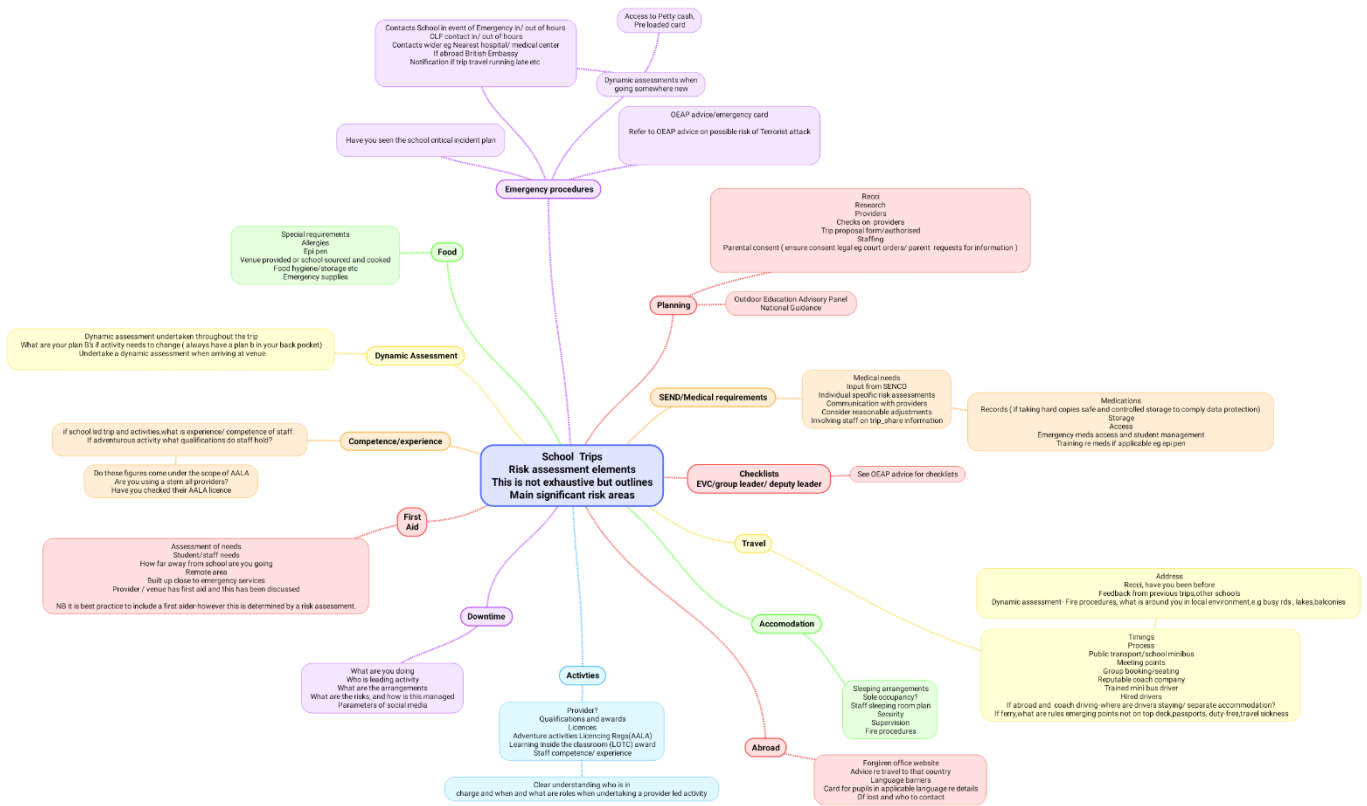 Contacts School in event of Emergency in/ out of hours
CLF contact in/ out of hours
Contacts wider eg Nearest hospital/ medical center
If abroad British Embassy
Notification if trip travel running late etc
Access to Petty cash,
Pre loaded card
Dynamic assessments when
going somewhere new
OEAP advice/emergency card
Refer to OEAP advice on possible risk of Terrorist attack
Have you seen the school critical incident plan
Emergency procedures
Recci
Research
Providers
Checks on providers
Trip proposal form/authorised
Staffing
Parental consent ( ensure consent legal eg court orders/ parent requests for information )
Planning
Outdoor Education Advisory Panel
National Guidance
Special requirements
Allergies
Epi pen
Venue provided or school sourced and cooked
Food hygiene/storage etc
Emergency supplies
Food
Dynamic assessment undertaken throughout the trip
What are your plan B's if activity needs to change ( always have a plan b in your back pocket)
Undertake a dynamic assessment when arriving at venue
Dynamic Assessment
SEND/Medical requirements
Medical needs
Input from SENCO
Individual specific risk assessments
Communication with providers
Consider reasonable adjustments
Involving staff on trip_share information
Medications
Records ( if taking hard copies safe and controlled storage to comply data protection)
Storage
Access
Emergency meds access and student management
Training re meds if applicable eg epi pen
if school led trip and activities,what is experience/ competence of staff.
If adventurous activity what qualifications do staff hold?
Competence/experience
Do these figures come under the scope of AALA
Are you using a stem all providers?
Have you checked their AALA licence
School Trips
Risk assessment elements
This is not exhaustive but outlines
Main significant risk areas
Checklists
EVC/group leader/ deputy leader
See OEAP advice for checklists
First
Aid
Assessment of needs
Student/staff needs
How far away from school are you going
Remote area
Built up close to emergency services
Provider / venue has first aid and this has been discussed
NB it is best practice to include a first aider-however this is determined by a risk assessment.
Travel
Address
Recci, have you been before
Feedback from previous trips,other schools
Dynamic assessment- Fire procedures, what is around you in local environment,e.g busy rds , lakes,balconies
Timings
Process
Public transport/school minibus
Meeting points
Group booking/seating
Reputable coach company
Trained mini bus driver
Hired drivers
If abroad and coach driving-where are drivers staying/ separate accommodation?
If ferry,what are rules emerging points not on top deck,passports, duty-free,travel sickness
Downtime
What are you doing
Who is leading activity
What are the arrangements
What are the risks, and how is this managed
Parameters of social media
Accomodation
Sleeping arrangements
Sole occupancy?
Staff sleeping room plan
Security
Supervision
Fire procedures
Activties
Provider?
Qualifications and awards
Licences
Adventure activities Licencing Regs(AALA)
Learning Inside the classroom (LOTC) award
Staff competence/ experience
Clear understanding who is in
charge and when and what are roles when undertaking a provider led activity
Abroad
Forgiven office website
Advice re travel to that country
Language barriers
Card for pupils in applicable language re details
Of lost and who to contact